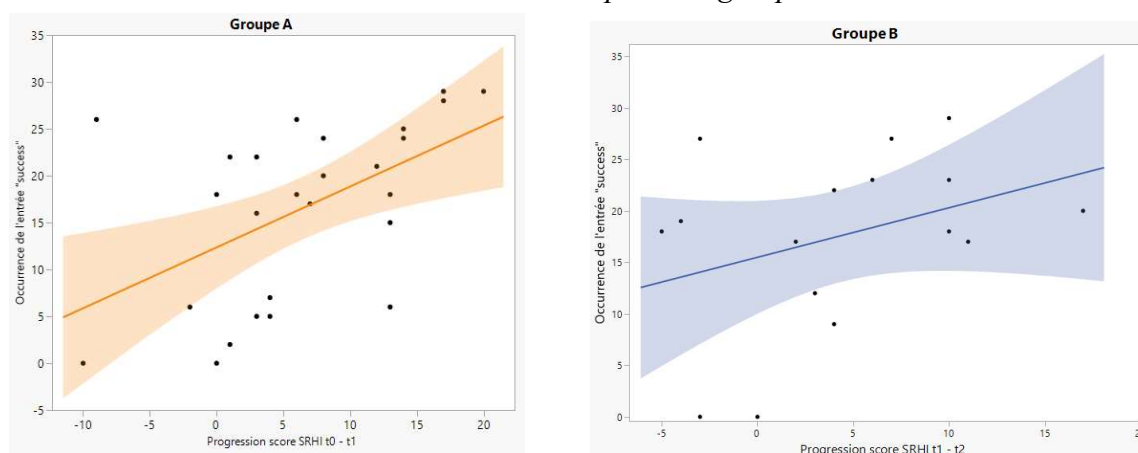 Groupe A
35
30
25
20
15
10
5
0
-5
Occurrence de l'entrée "success"
-10 -5 0 5 10 15 20
Progression score SRHI t0 - t1
Groupe B
35
30
25
20
15
10
5
0
Occurrence de l'entrée "success"
-5 0 5 10 15
Progression score SRHI t1 - t2